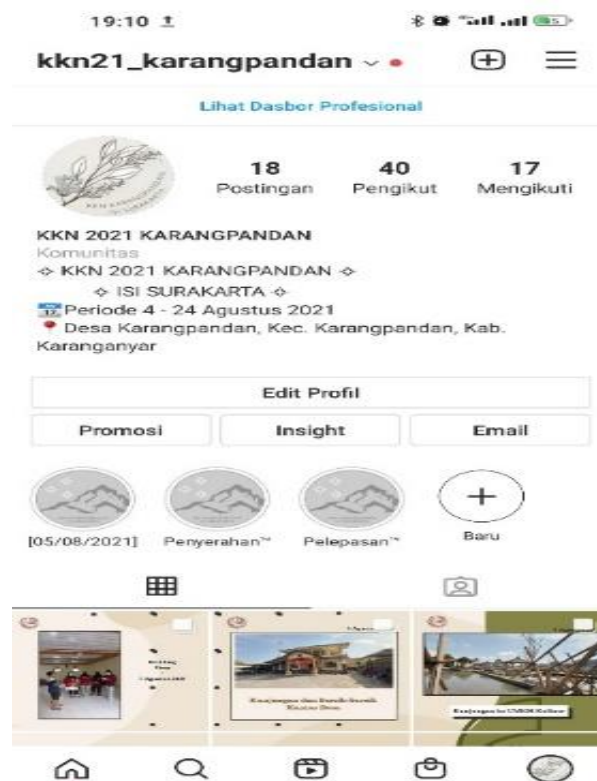 19:10
kkn21_karangpandan
Lihat Dasbor Profesional
18 40 17
Postingan Pengikut Mengikuti
KKN 2021 KARANGPANDAN
Komunitas
✧ KKN 2021 KARANGPANDAN ✧
✧ ISI SURAKARTA ✧
📅 Periode 4 - 24 Agustus 2021
📍 Desa Karangpandan, Kec. Karangpandan, Kab.
Karanganyar
Edit Profil
Promosi Insight Email
[05/08/2021] Penyerahan~ Pelepasan~ Baru
Kunjungan dan